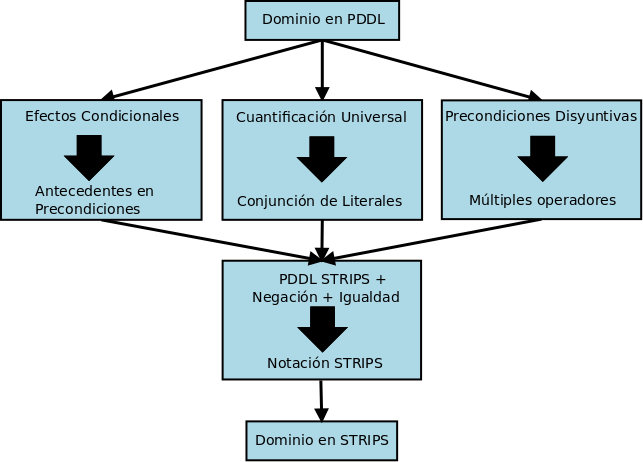 Dominio en PDDL
Efectos Condicionales
Antecedentes en
Precondiciones
Cuantificación Universal
Conjunción de Literales
Precondiciones Disyuntivas
Múltiples operadores
PDDL STRIPS +
Negación + Igualdad
Notación STRIPS
Dominio en STRIPS